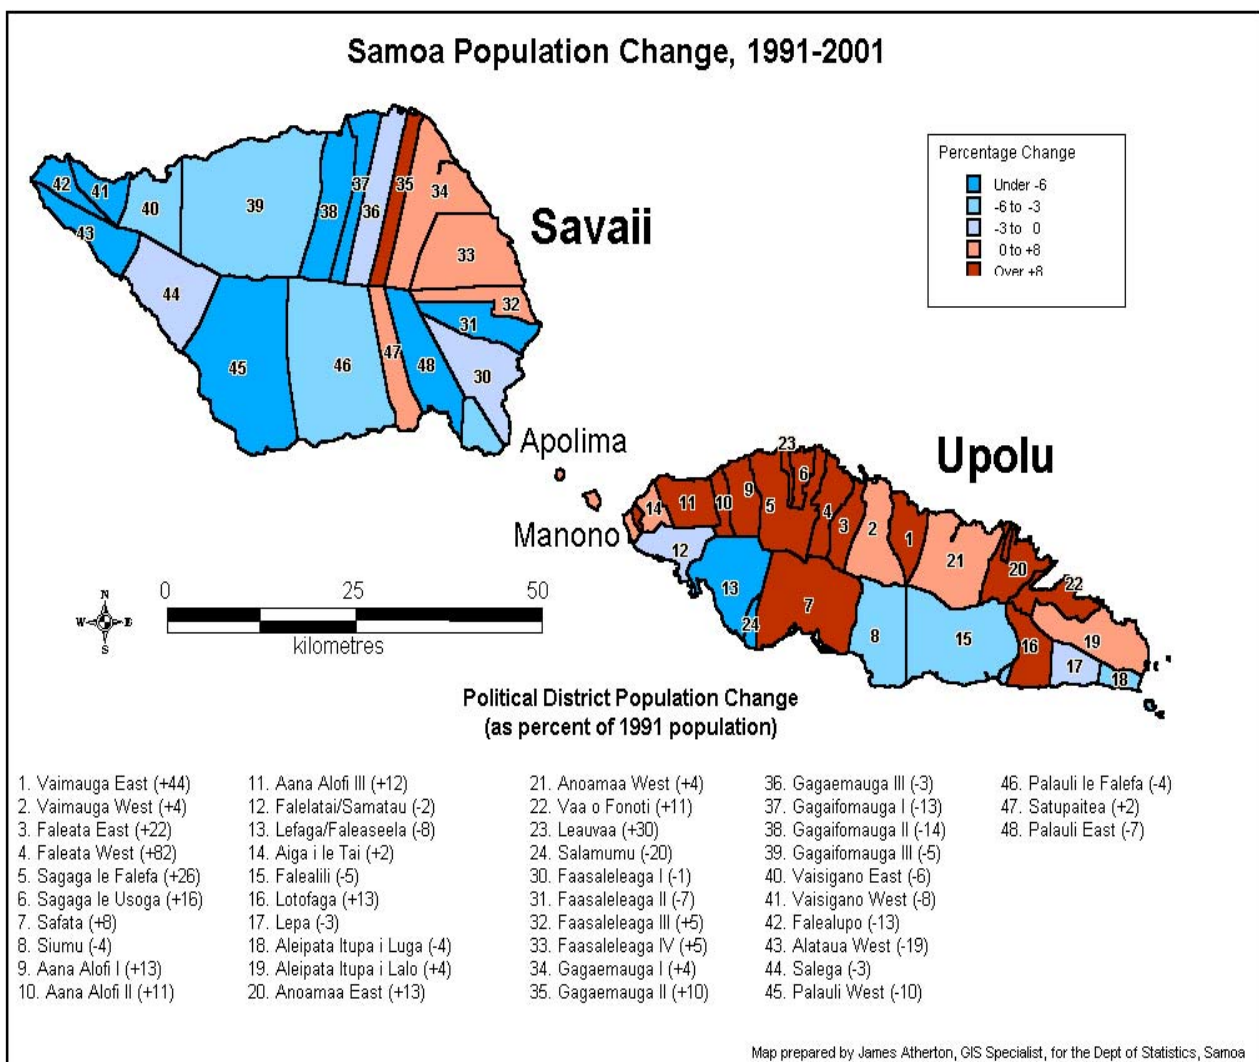 Samoa Population Change, 1991-2001
Percentage Change
Under -6
-6 to -3
-3 to 0
0 to +8
Over +8
Savaii
42
41
40
39
38
37
36
35
34
33
32
31
30
43
44
45
46
47
48
Apolima
Manono
Upolu
23
6
14
11
10
9
5
4
3
2
1
21
20
22
12
13
24
7
8
15
16
19
17
18
N
W E
S
0 25 50
kilometres
Political District Population Change
(as percent of 1991 population)
1. Vaimauga East (+44)
2. Vaimauga West (+4)
3. Faleata East (+22)
4. Faleata West (+82)
5. Sagaga le Falefa (+26)
6. Sagaga le Usoga (+16)
7. Safata (+8)
8. Siumu (-4)
9. Aana Alofi I (+13)
10. Aana Alofi II (+11)
11. Aana Alofi III (+12)
12. Falelatai/Samatau (-2)
13. Lefaga/Faleaseela (-8)
14. Aiga i le Tai (+2)
15. Falealili (-5)
16. Lotofaga (+13)
17. Lepa (-3)
18. Aleipata Itupa i Luga (-4)
19. Aleipata Itupa i Lalo (+4)
20. Anoamaa East (+13)
21. Anoamaa West (+4)
22. Vaa o Fonoti (+11)
23. Leauvaa (+30)
24. Salamumu (-20)
30. Faasaleleaga I (-1)
31. Faasaleleaga II (-7)
32. Faasaleleaga III (+5)
33. Faasaleleaga IV (+5)
34. Gagaemauga I (+4)
35. Gagaemauga II (+10)
36. Gagaemauga III (-3)
37. Gagaifomauga I (-13)
38. Gagaifomauga II (-14)
39. Gagaifomauga III (-5)
40. Vaisigano East (-6)
41. Vaisigano West (-8)
42. Falealupo (-13)
43. Alataua West (-19)
44. Salega (-3)
45. Palauli West (-10)
46. Palauli le Falefa (-4)
47. Satupaitea (+2)
48. Palauli East (-7)
Map prepared by James Atherton, GIS Specialist, for the Dept of Statistics, Samoa